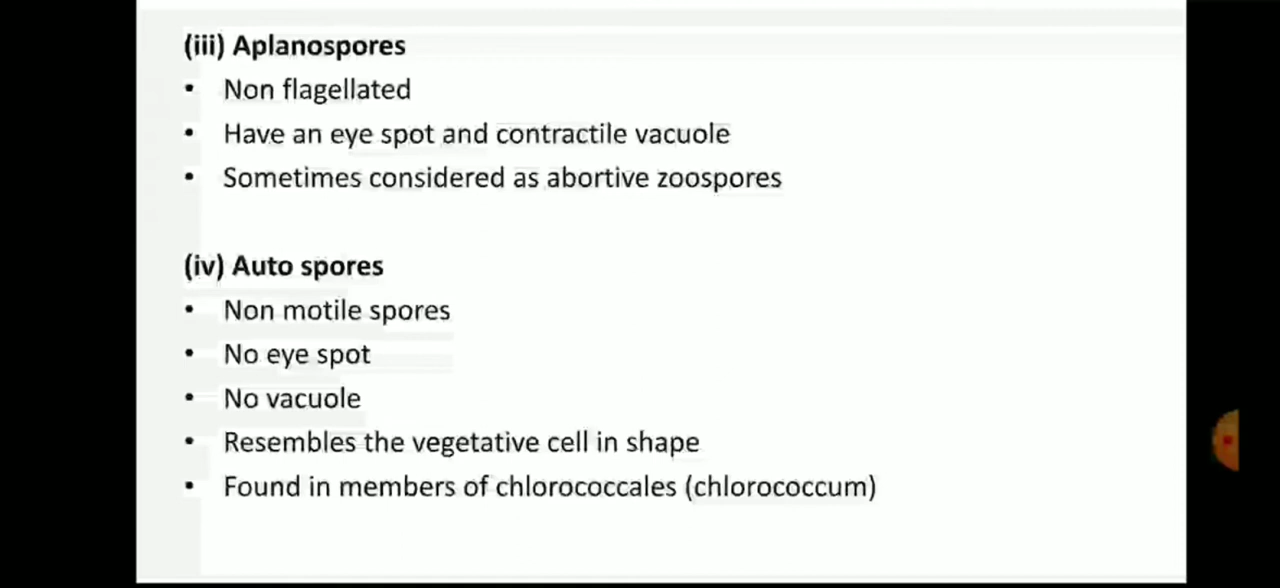 (iii) Aplanospores
• Non flagellated
• Have an eye spot and contractile vacuole
• Sometimes considered as abortive zoospores
(iv) Auto spores
• Non motile spores
• No eye spot
• No vacuole
• Resembles the vegetative cell in shape
• Found in members of chlorococcales (chlorococcum)